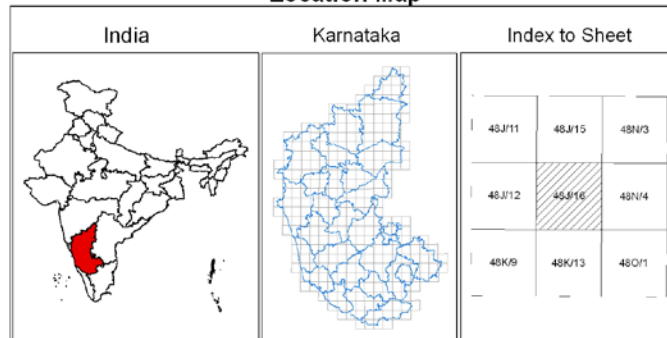 Location Map
India
Karnataka
Index to Sheet
48J/11
48J/15
48N/3
48J/12
48J/16
48N/4
48K/9
48K/13
48O/1